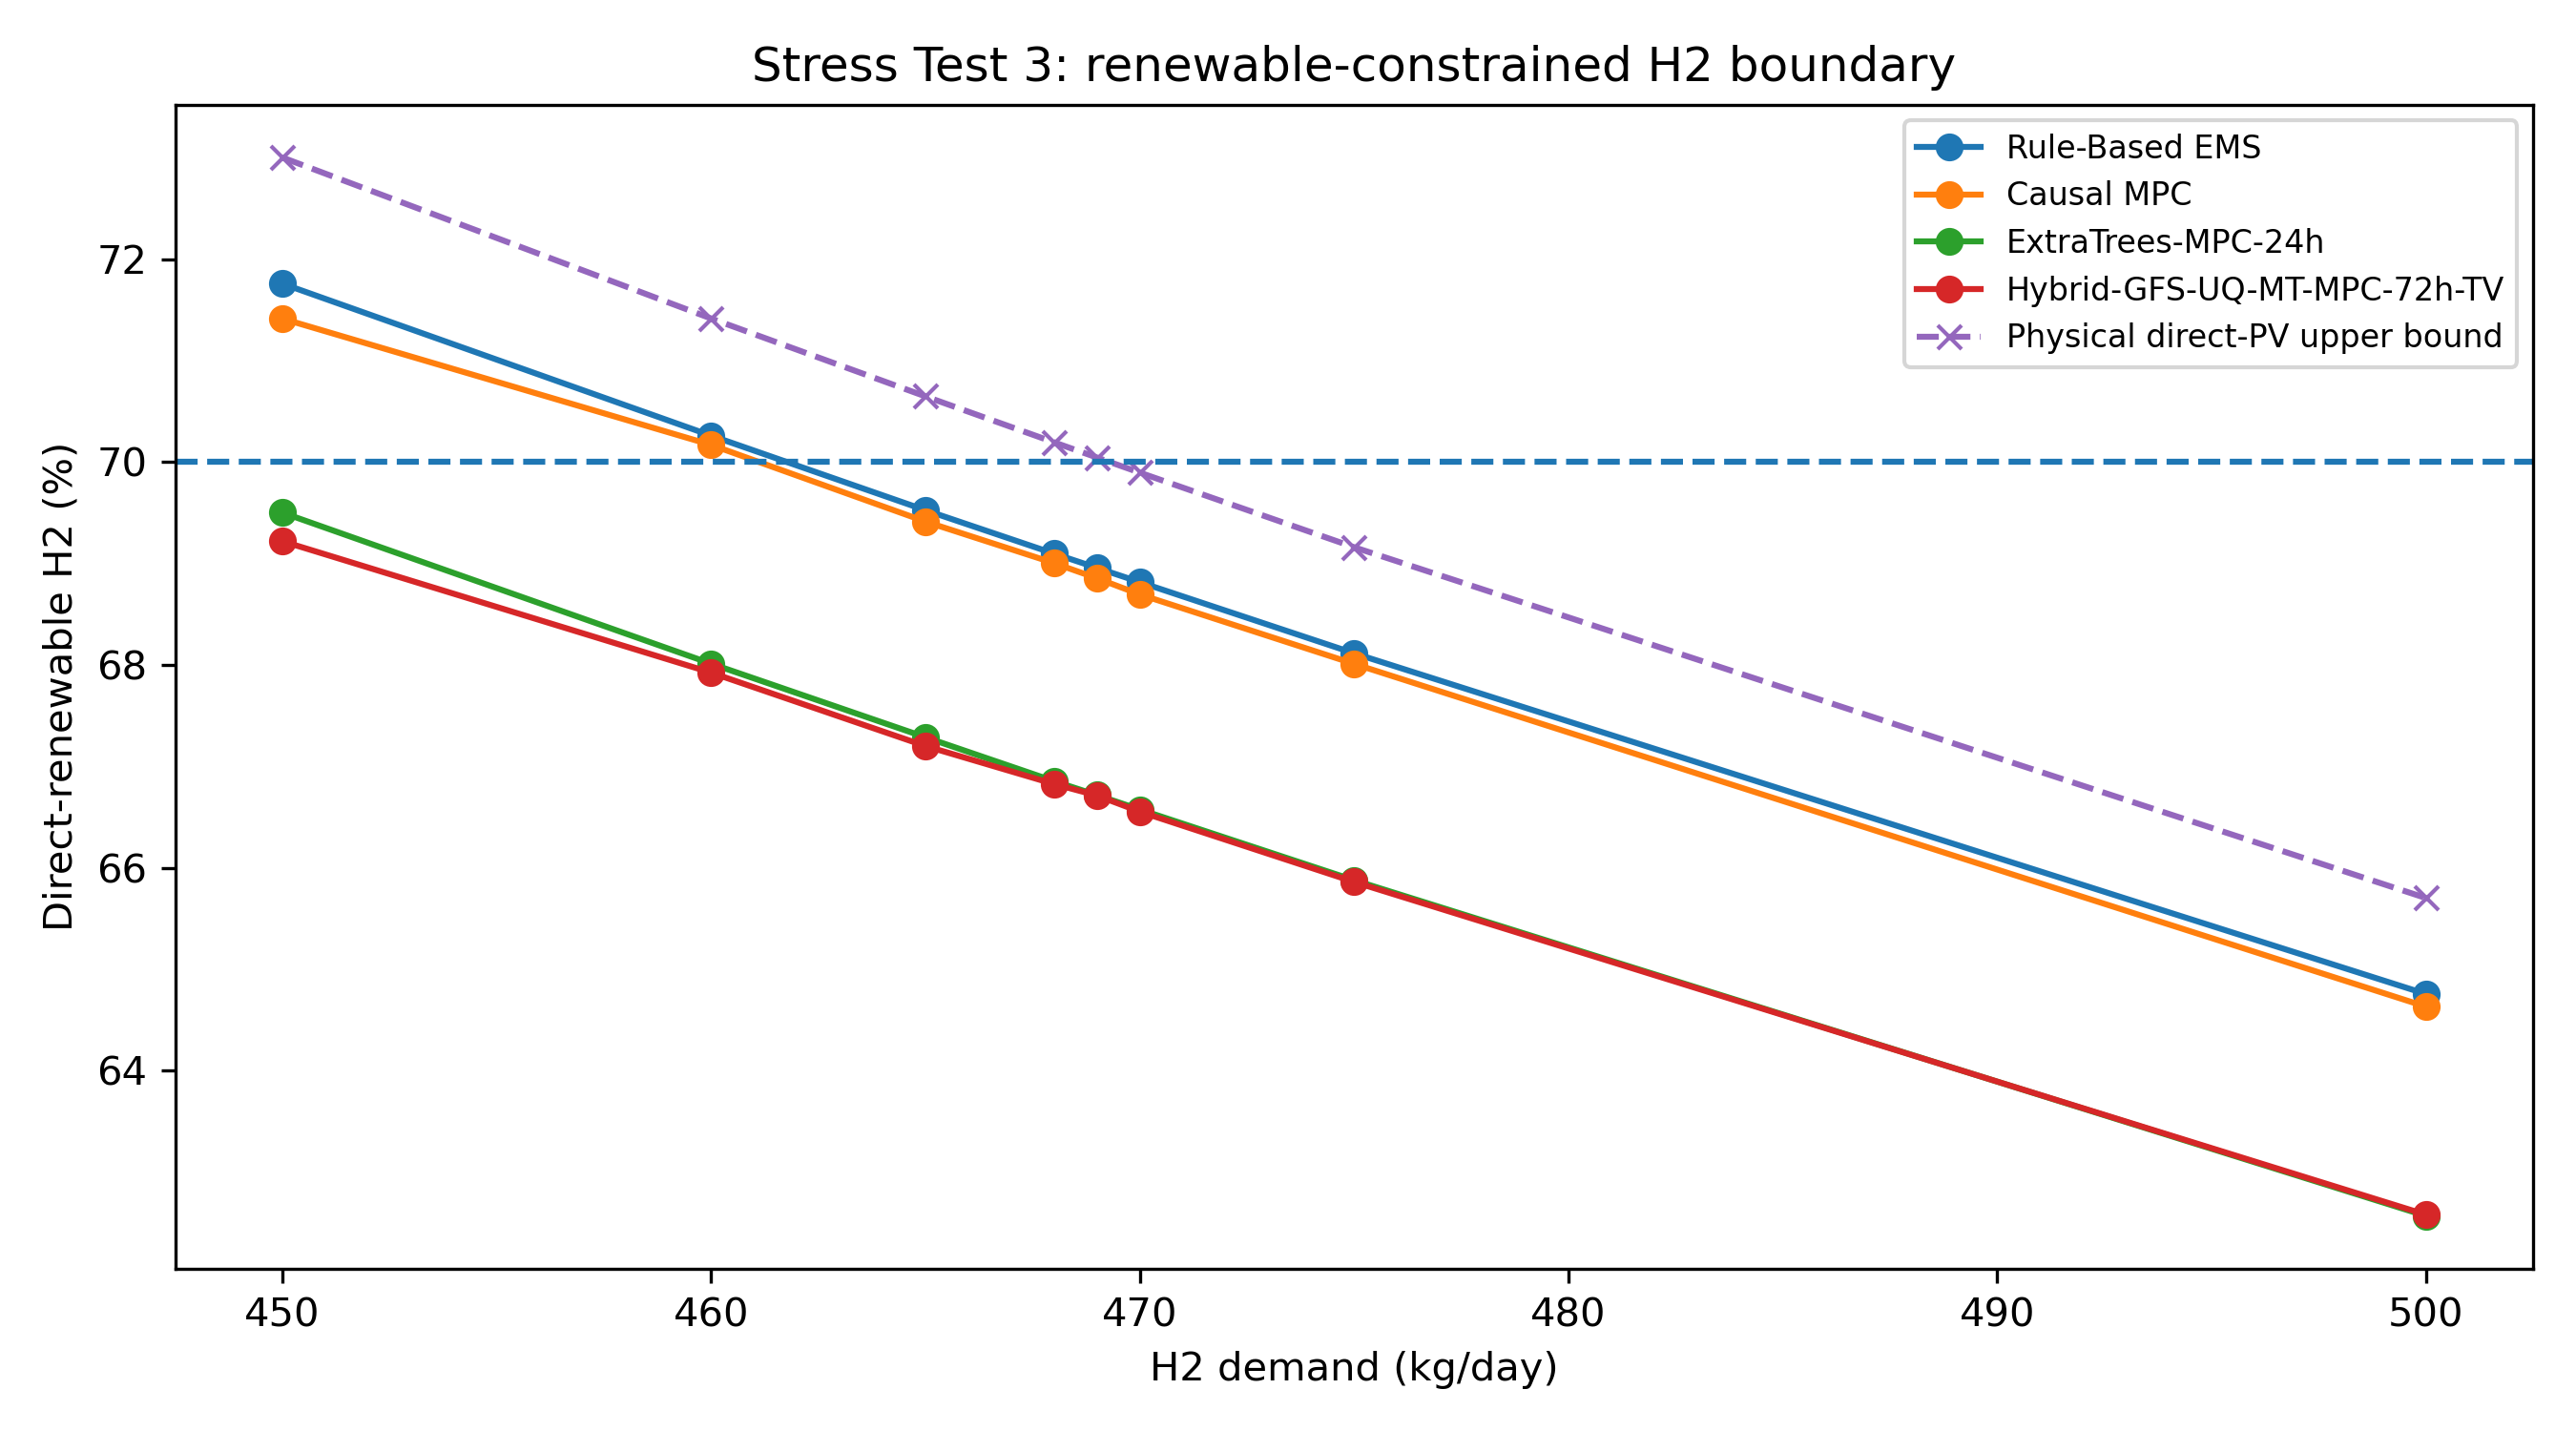 Stress Test 3: renewable-constrained H2 boundary
Rule-Based EMS
Causal MPC
ExtraTrees-MPC-24h
Hybrid-GFS-UQ-MT-MPC-72h-TV
Physical direct-PV upper bound
Direct-renewable H2 (%)
72
70
68
66
64
450 460 470 480 490 500
H2 demand (kg/day)